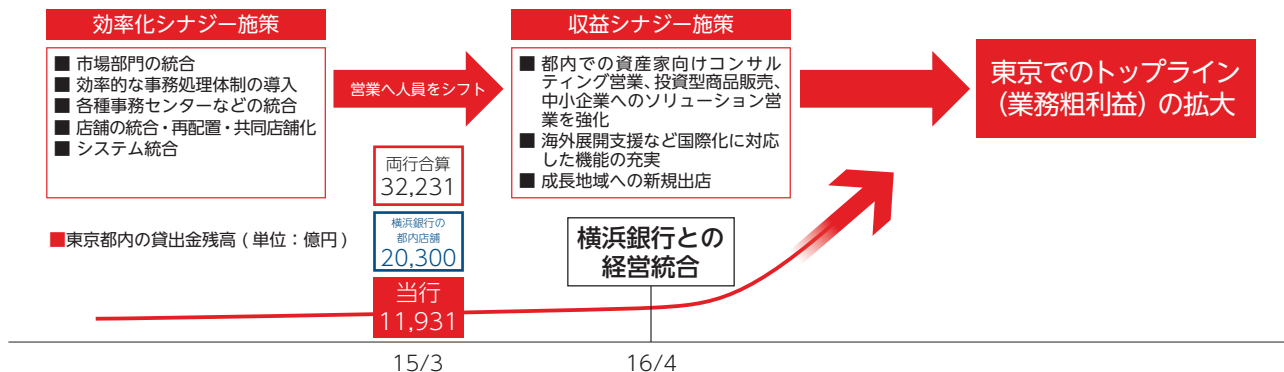 効率化シナジー施策
■ 市場部門の統合
■ 効率的な事務処理体制の導入
■ 各種事務センターなどの統合
■ 店舗の統合・再配置・共同店舗化
■ システム統合
営業へ人員をシフト
収益シナジー施策
■ 都内での資産家向けコンサル
ティング営業、投資型商品販売、
中小企業へのソリューション営
業を強化
■ 海外展開支援など国際化に対応
した機能の充実
■ 成長地域への新規出店
東京でのトップライン
（業務粗利益）の拡大
■東京都内の貸出金残高 ( 単位：億円 )
両行合算
32,231
横浜銀行の
都内店舗
20,300
当行
11,931
横浜銀行との
経営統合
15/3
16/4